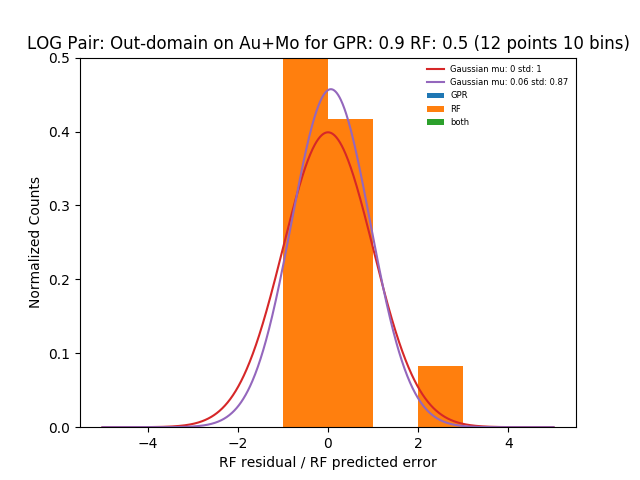 LOG Pair: Out-domain on Au+Mo for GPR: 0.9 RF: 0.5 (12 points 10 bins)
Gaussian mu: 0 std: 1
Gaussian mu: 0.06 std: 0.87
GPR
RF
both
Normalized Counts
0.5
0.4
0.3
0.2
0.1
0.0
−4 −2 0 2 4
RF residual / RF predicted error